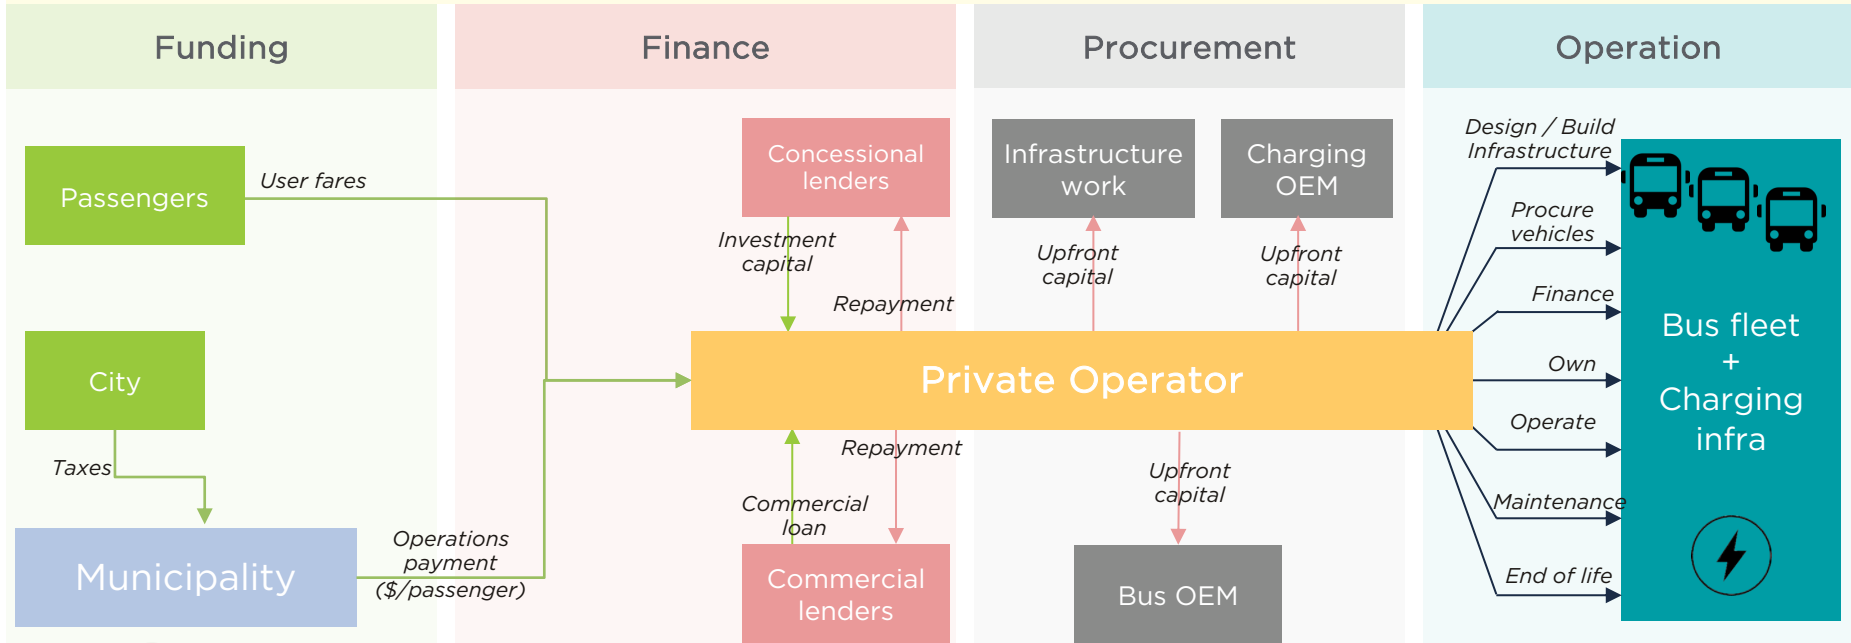 Funding
Finance
Procurement
Operation
Passengers
User fares
City
Taxes
Municipality
Operations
payment
($/passenger)
Concessional
lenders
Investment
capital
Repayment
Infrastructure
work
Upfront
capital
Charging
OEM
Upfront
capital
Private Operator
Repayment
Commercial
loan
Commercial
lenders
Upfront
capital
Bus OEM
Design / Build
Infrastructure
Procure
vehicles
Finance
Own
Operate
Maintenance
End of life
Bus fleet
+
Charging
infra